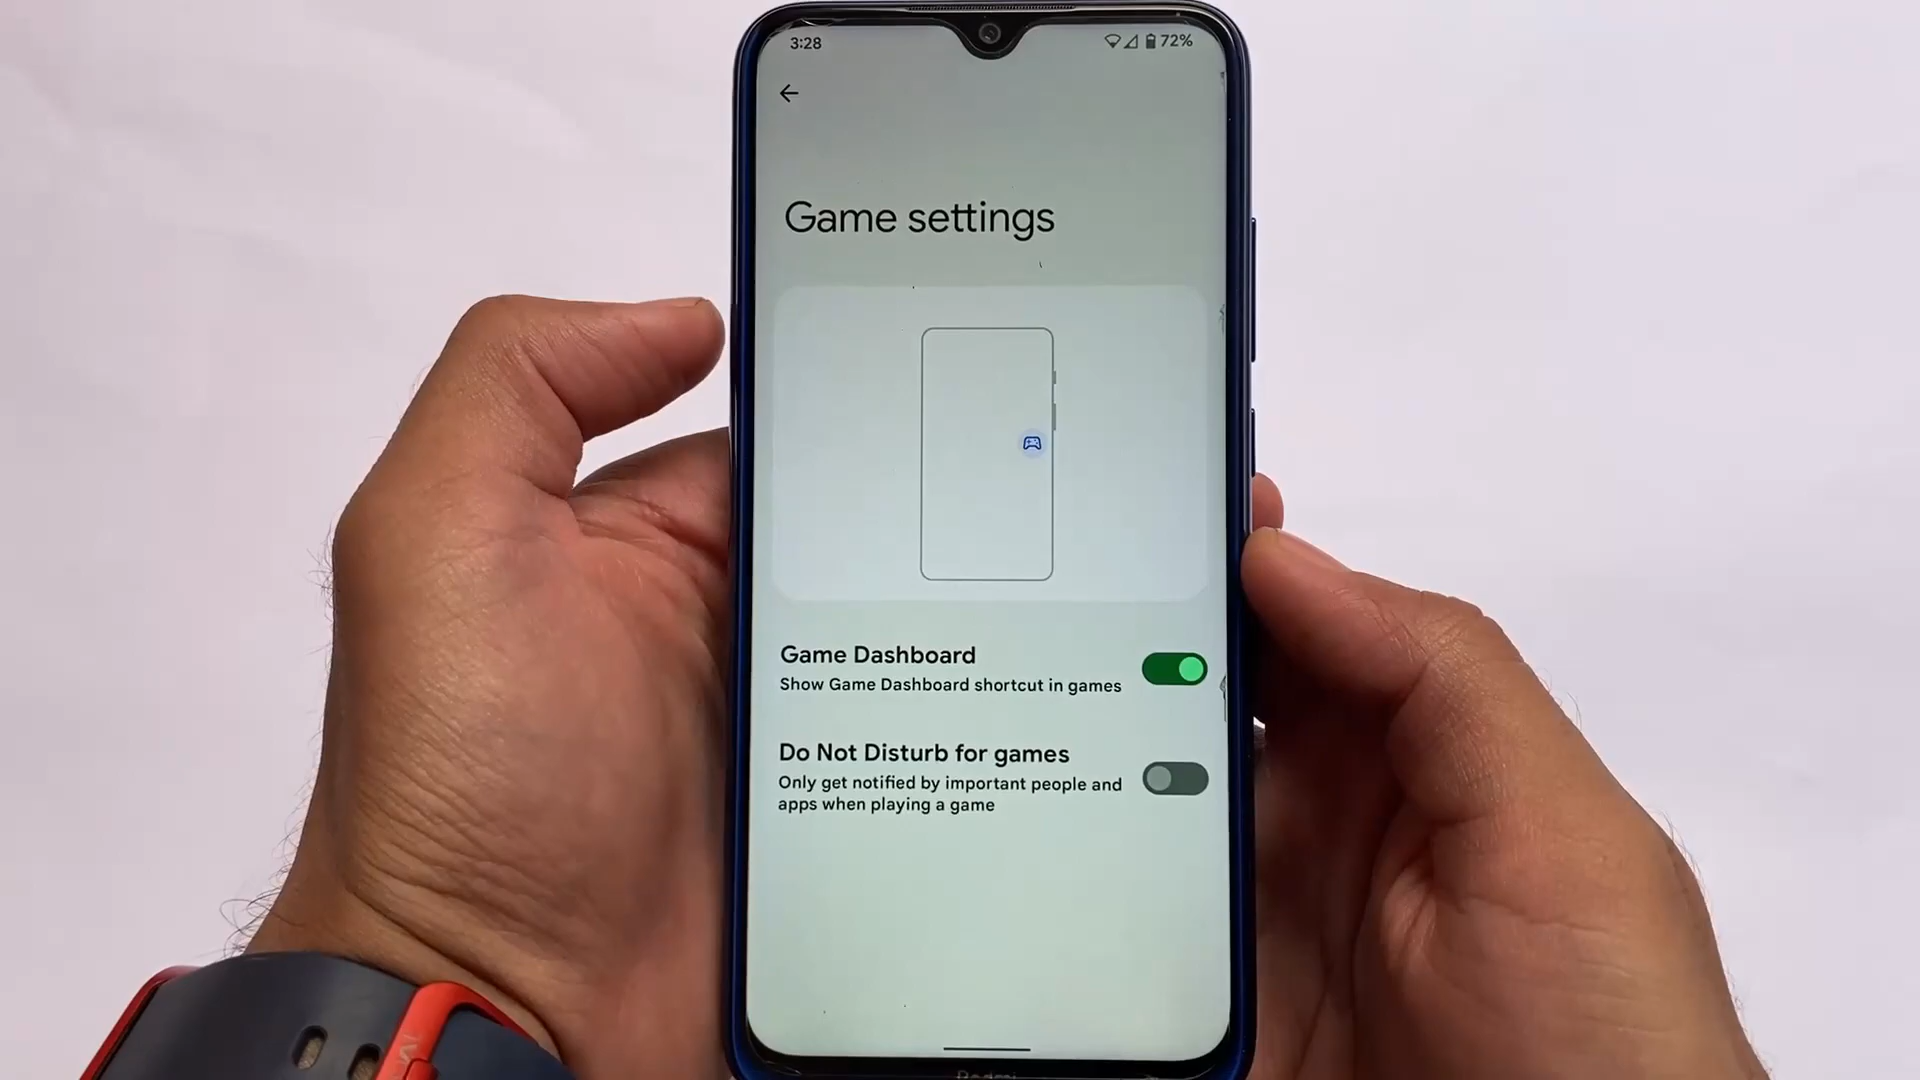 3:28
72%
Game settings
Game Dashboard
Show Game Dashboard shortcut in games
Do Not Disturb for games
Only get notified by important people and
apps when playing a game
Redmi